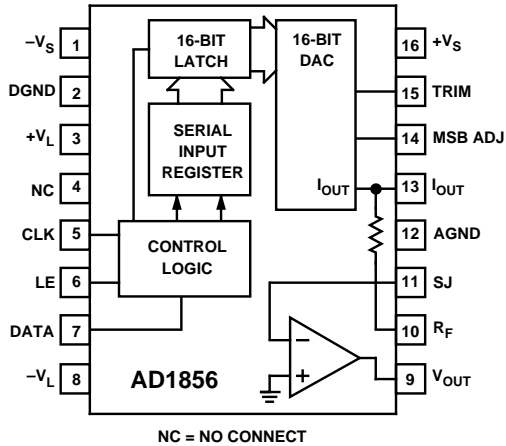 –VS 1
DGND 2
+VL 3
NC 4
CLK 5
LE 6
DATA 7
–VL 8
16-BIT
LATCH
SERIAL
INPUT
REGISTER
CONTROL
LOGIC
16-BIT
DAC
IOUT
–
+
AD1856
16 +VS
15 TRIM
14 MSB ADJ
13 IOUT
12 AGND
11 SJ
10 RF
9 VOUT
NC = NO CONNECT